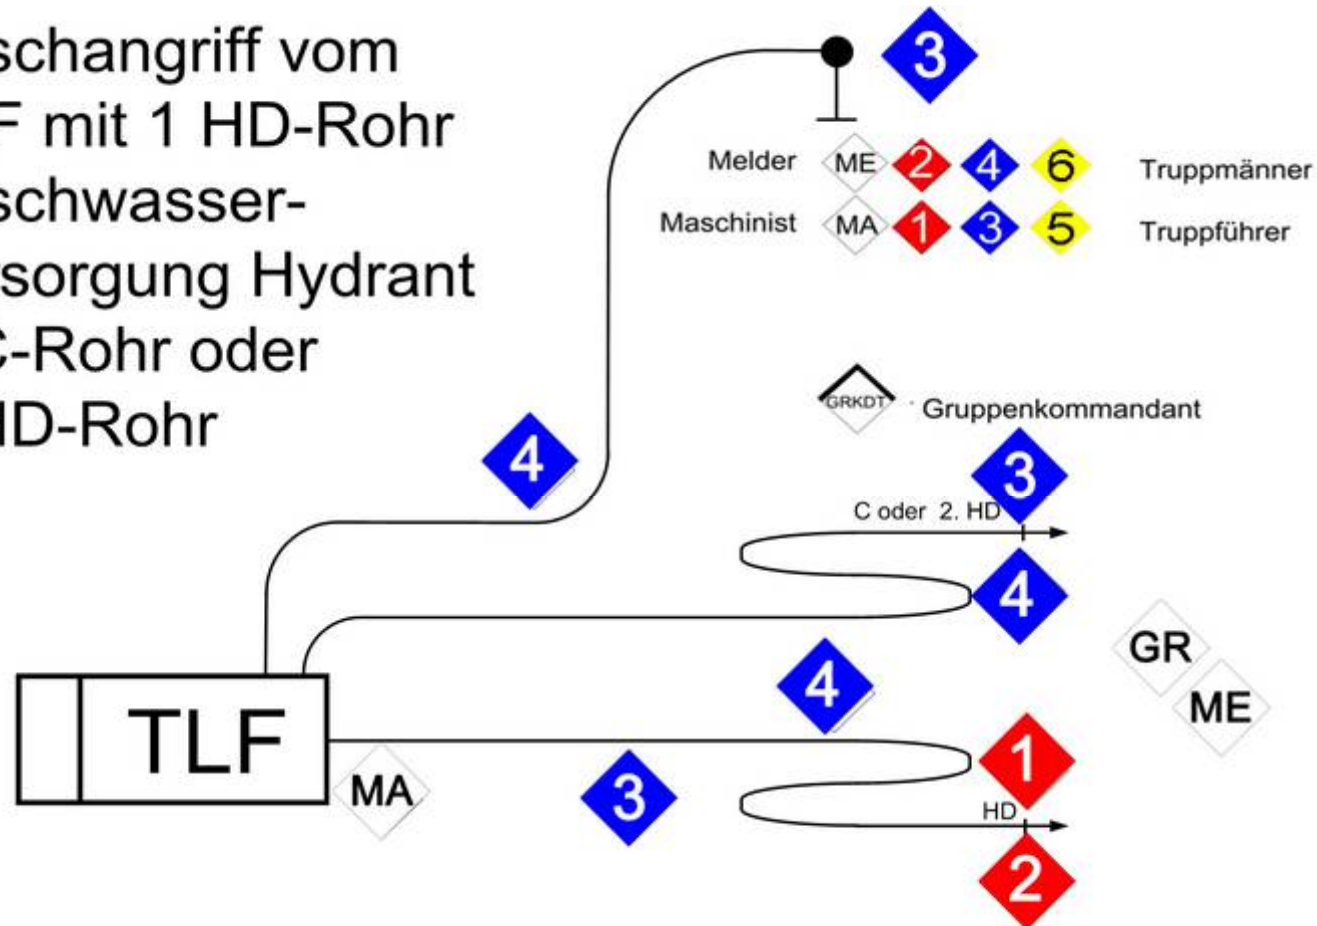 schangriff vom
F mit 1 HD-Rohr
schwasser-
rsorgung Hydrant
C-Rohr oder
HD-Rohr
3
Melder ME 2 4 6 Truppmänner
Maschinist MA 1 3 5 Truppführer
GRKDT Gruppenkommandant
4
3
C oder 2. HD
4
GR
ME
4
TLF
MA
3
1
HD
2